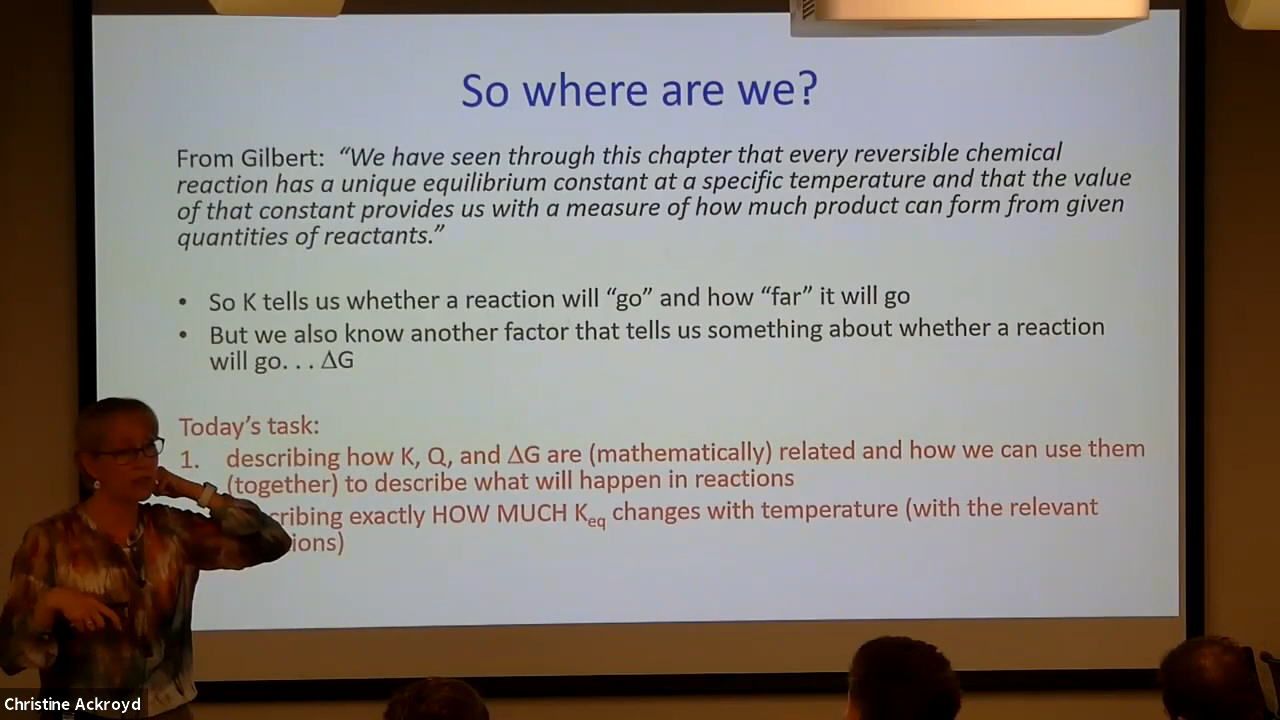 So where are we?
From Gilbert: “We have seen through this chapter that every reversible chemical
reaction has a unique equilibrium constant at a specific temperature and that the value
of that constant provides us with a measure of how much product can form from given
quantities of reactants.”
• So K tells us whether a reaction will “go” and how “far” it will go
• But we also know another factor that tells us something about whether a reaction
will go. . . ΔG
Today’s task:
1. describing how K, Q, and ΔG are (mathematically) related and how we can use them
(together) to describe what will happen in reactions
exactly HOW MUCH Keq changes with temperature (with the relevant
Christine Ackroyd